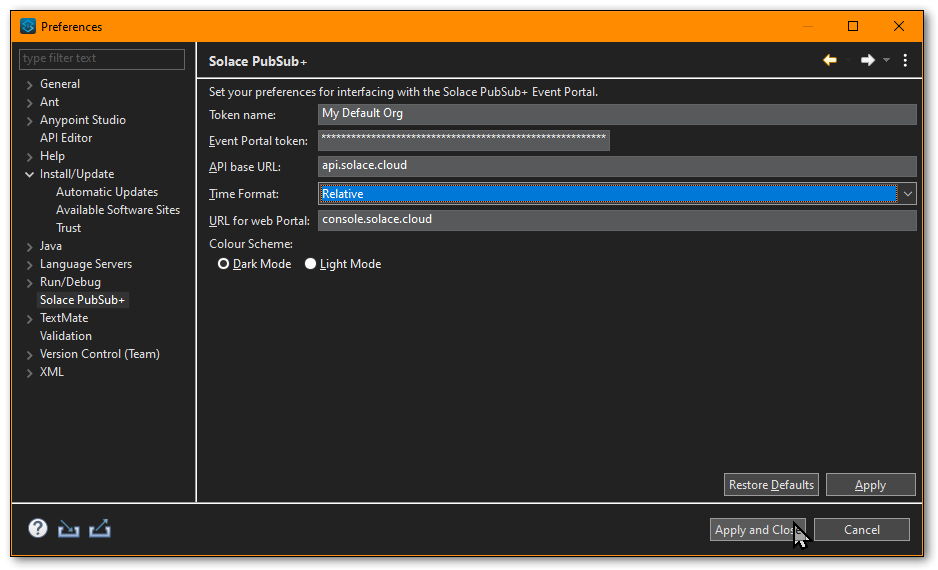 Preferences
type filter text
General
Ant
Anypoint Studio
API Editor
Help
Install/Update
Automatic Updates
Available Software Sites
Trust
Java
Language Servers
Run/Debug
Solace PubSub+
TextMate
Validation
Version Control (Team)
XML
Solace PubSub+
Set your preferences for interfacing with the Solace PubSub+ Event Portal.
Token name: My Default Org
Event Portal token: *********************************************************
API base URL: api.solace.cloud
Time Format: Relative
URL for web Portal: console.solace.cloud
Colour Scheme:
Dark Mode Light Mode
Restore Defaults Apply
Apply and Close Cancel